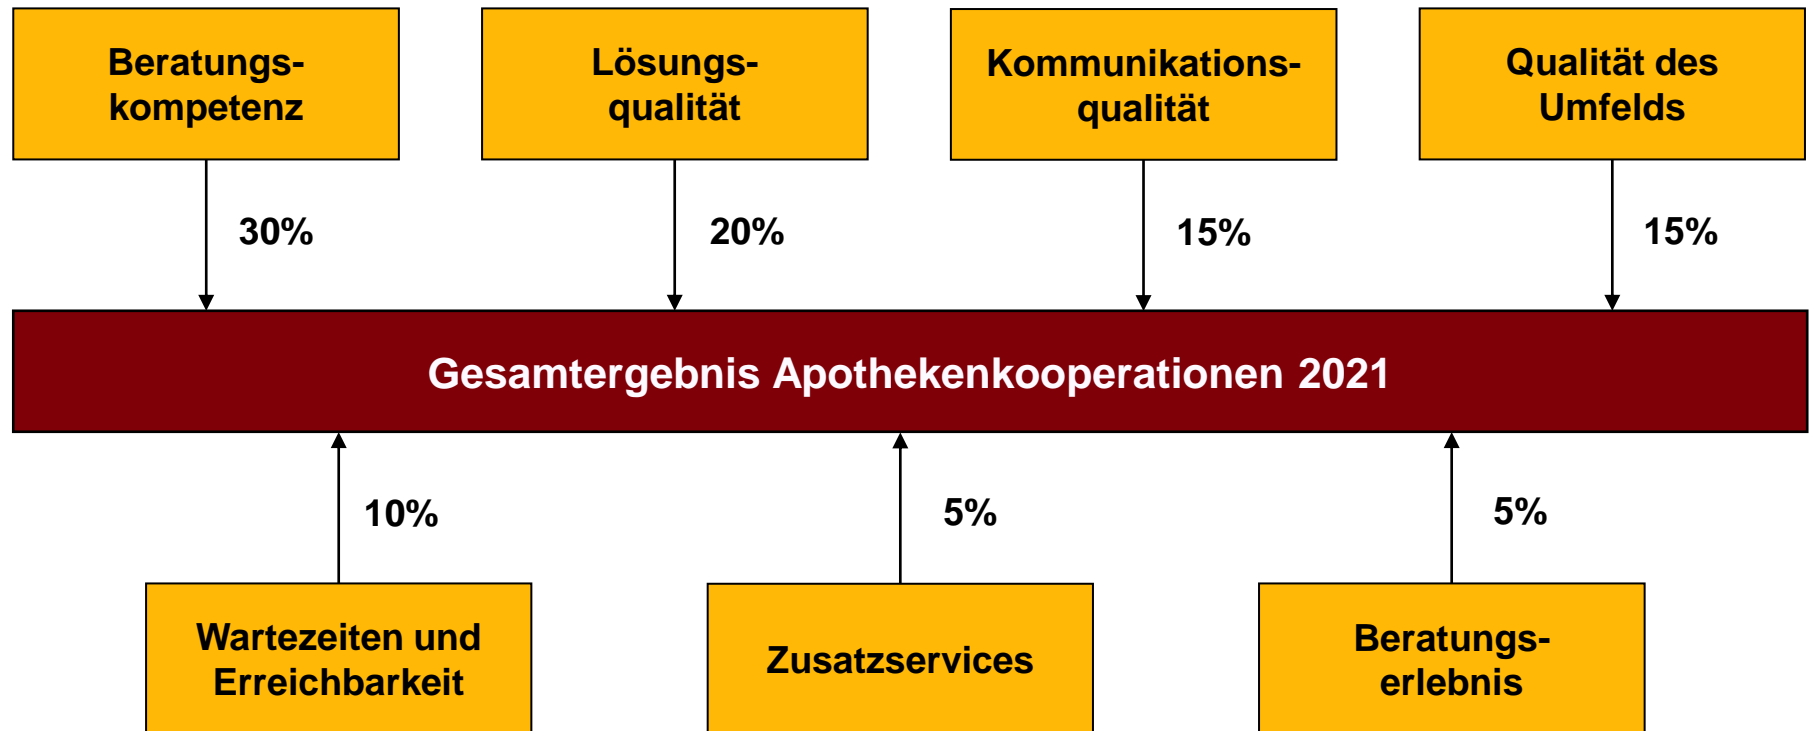 Beratungs-
kompetenz
Lösungs-
qualität
Kommunikations-
qualität
Qualität des
Umfelds
30%
20%
15%
15%
Gesamtergebnis Apothekenkooperationen 2021
10%
5%
5%
Wartezeiten und
Erreichbarkeit
Zusatzservices
Beratungs-
erlebnis